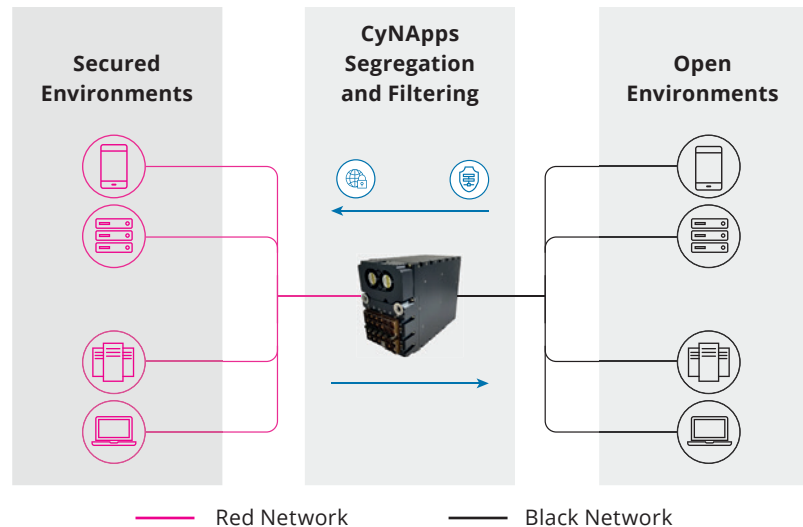 Secured
Environments
CyNApps
Segregation
and Filtering
Open
Environments
Red Network
Black Network